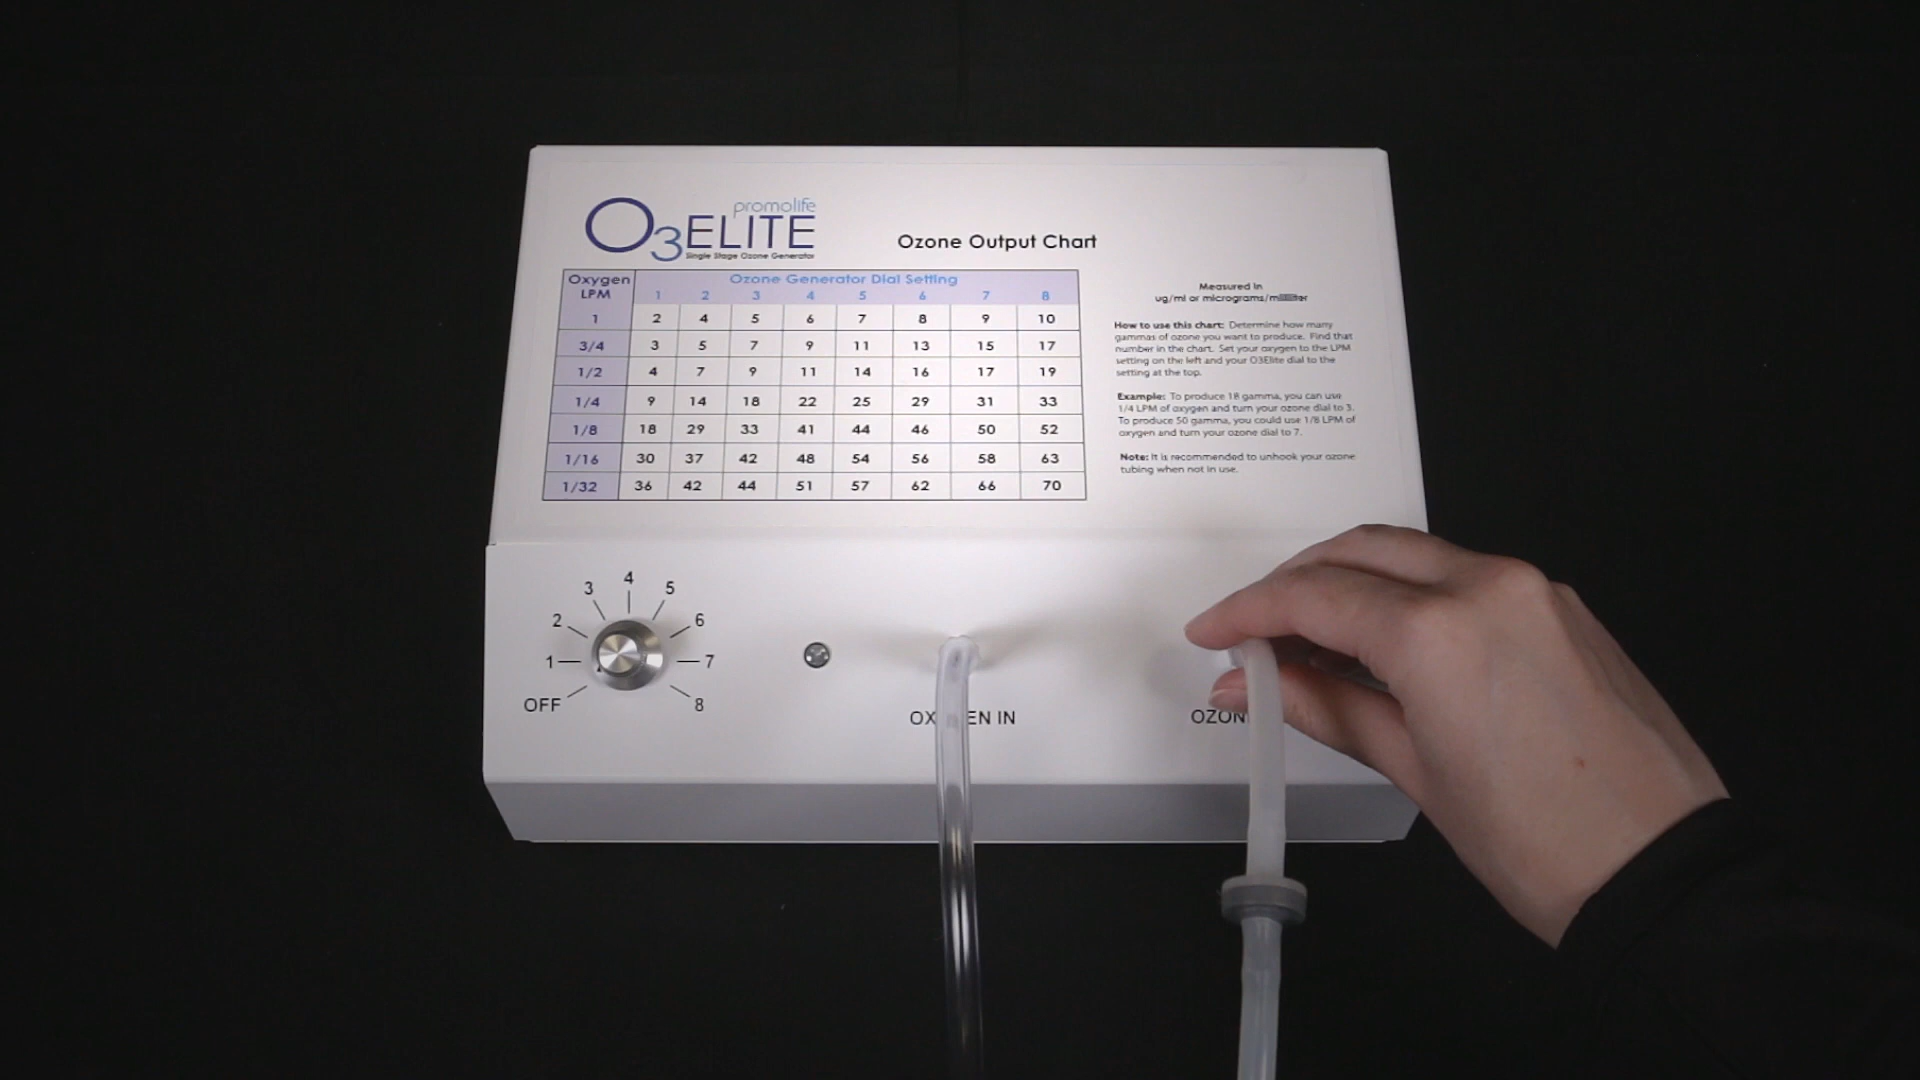 promolife
O3ELITE
Single Stage Ozone Generator
Ozone Output Chart
Oxygen LPM Ozone Generator Dial Setting
1 2 3 4 5 6 7 8
1 2 4 5 6 7 8 9 10
3/4 3 5 7 9 11 13 15 17
1/2 4 7 9 11 14 16 17 19
1/4 9 14 18 22 25 29 31 33
1/8 18 29 33 41 44 46 50 52
1/16 30 37 42 48 54 56 58 63
1/32 36 42 44 51 57 62 66 70
Measured in
ug/ml or micrograms/milliliter
How to use this chart: Determine how many
gammas of ozone you want to produce. Find that
number in the chart. Set your oxygen to the LPM
setting on the left and your O3Elite dial to the
setting at the top.
Example: To produce 18 gamma, you can use
1/4 LPM of oxygen and turn your ozone dial to 3.
To produce 50 gamma, you could use 1/8 LPM of
oxygen and turn your ozone dial to 7.
Note: It is recommended to unhook your ozone
tubing when not in use.
OFF 1 2 3 4 5 6 7 8
IN